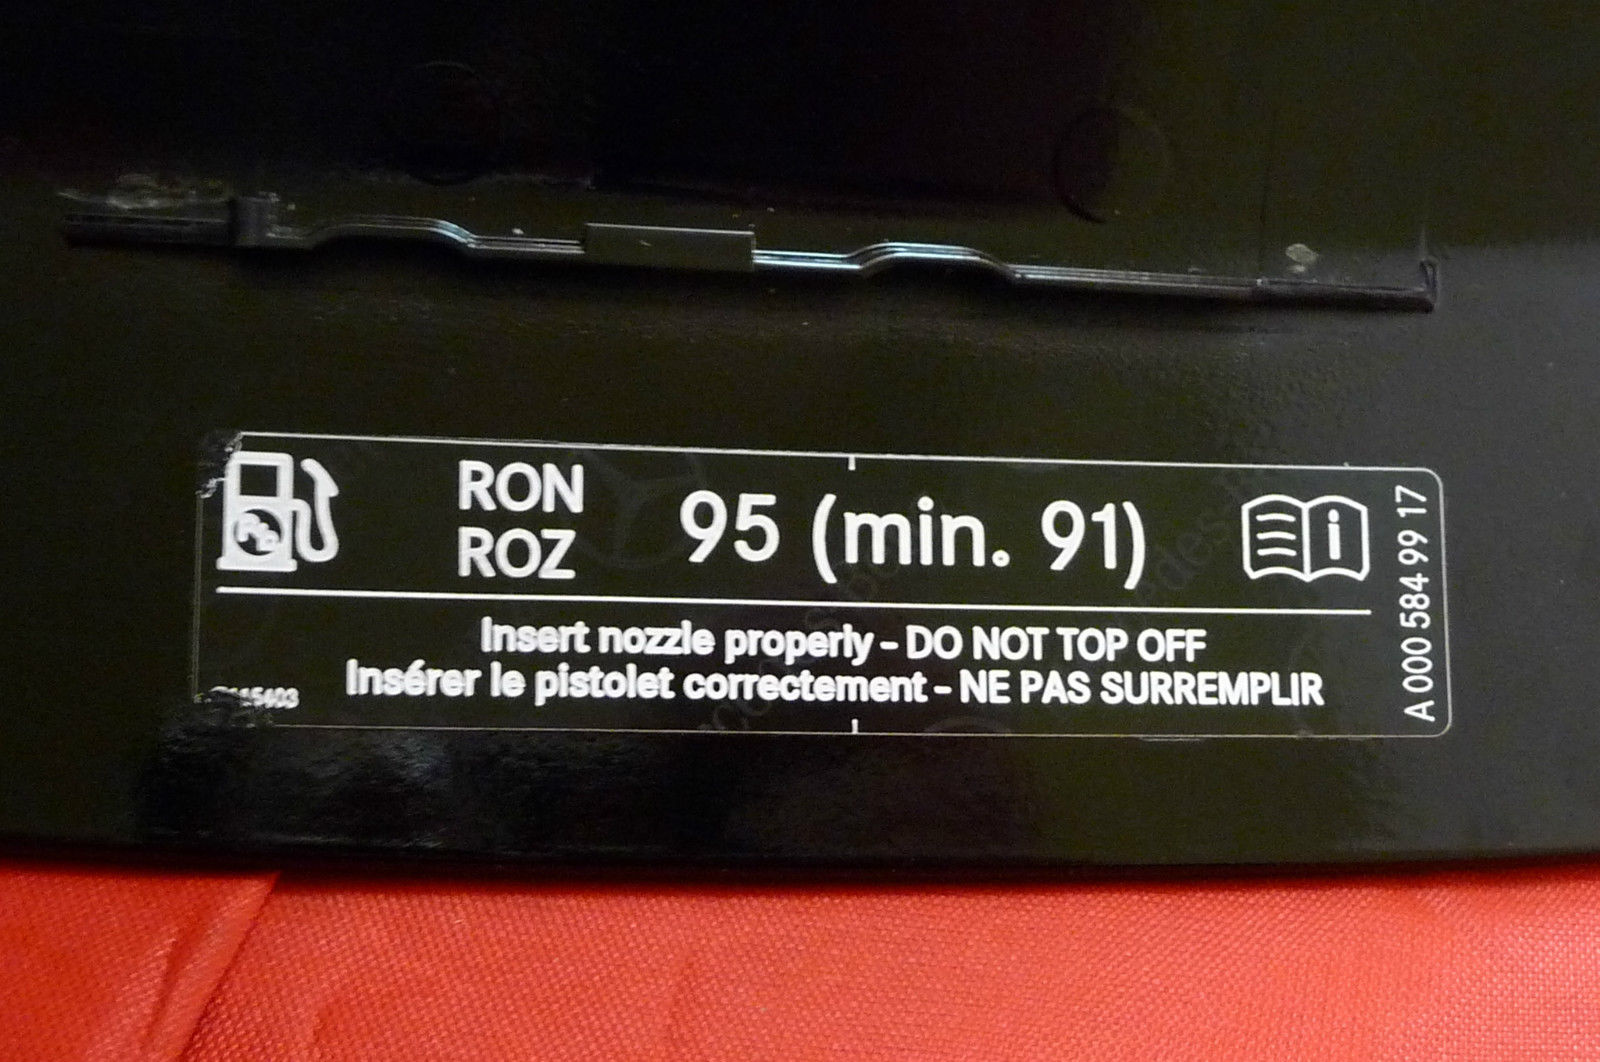 RON
ROZ
95 (min. 91)
Insert nozzle properly – DO NOT TOP OFF
Insérer le pistolet correctement – NE PAS SURREMPLIR
A 000 584 99 17